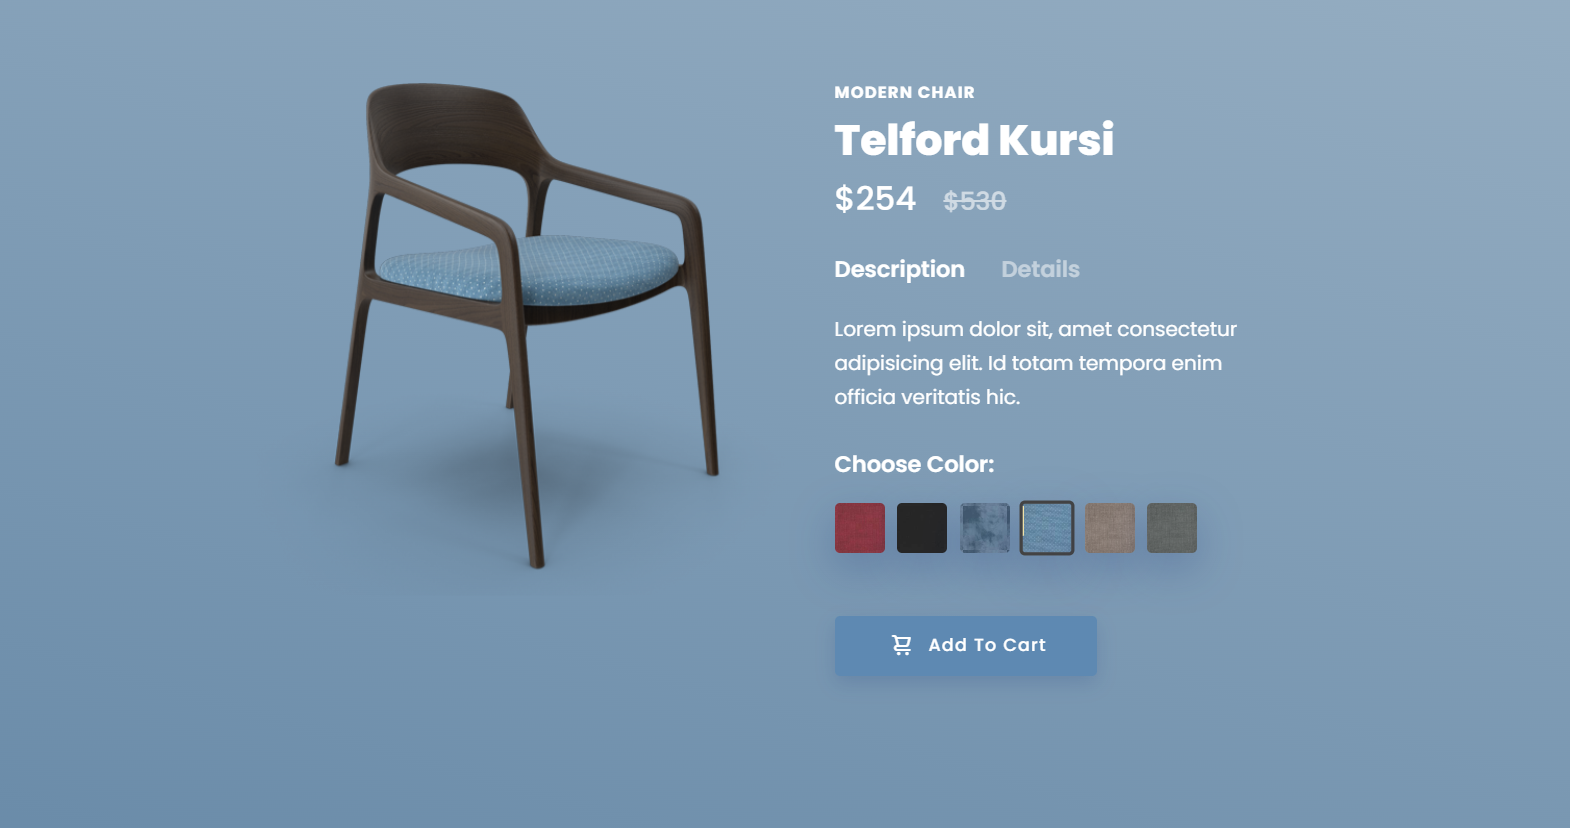 MODERN CHAIR
Telford Kursi
$254 $530
Description Details
Lorem ipsum dolor sit, amet consectetur
adipisicing elit. Id totam tempora enim
officia veritatis hic.
Choose Color:
Add To Cart